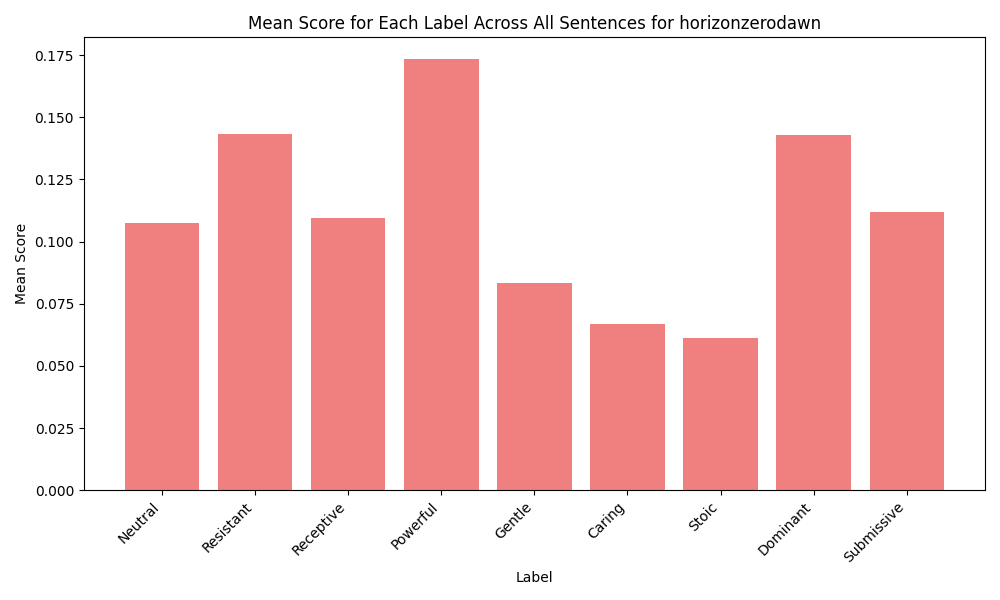 Mean Score for Each Label Across All Sentences for horizonzerodawn
Mean Score
0.175
0.150
0.125
0.100
0.075
0.050
0.025
0.000
Neutral
Resistant
Receptive
Powerful
Gentle
Caring
Stoic
Dominant
Submissive
Label